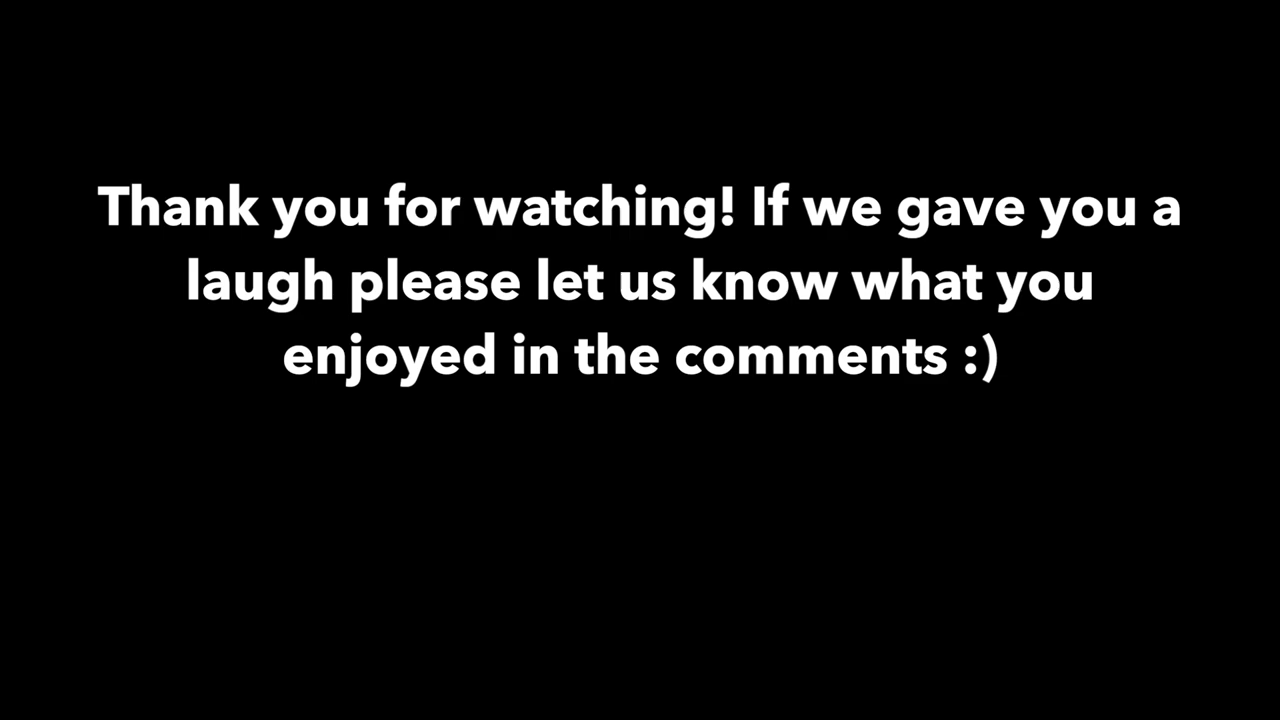 Thank you for watching! If we gave you a
laugh please let us know what you
enjoyed in the comments :)